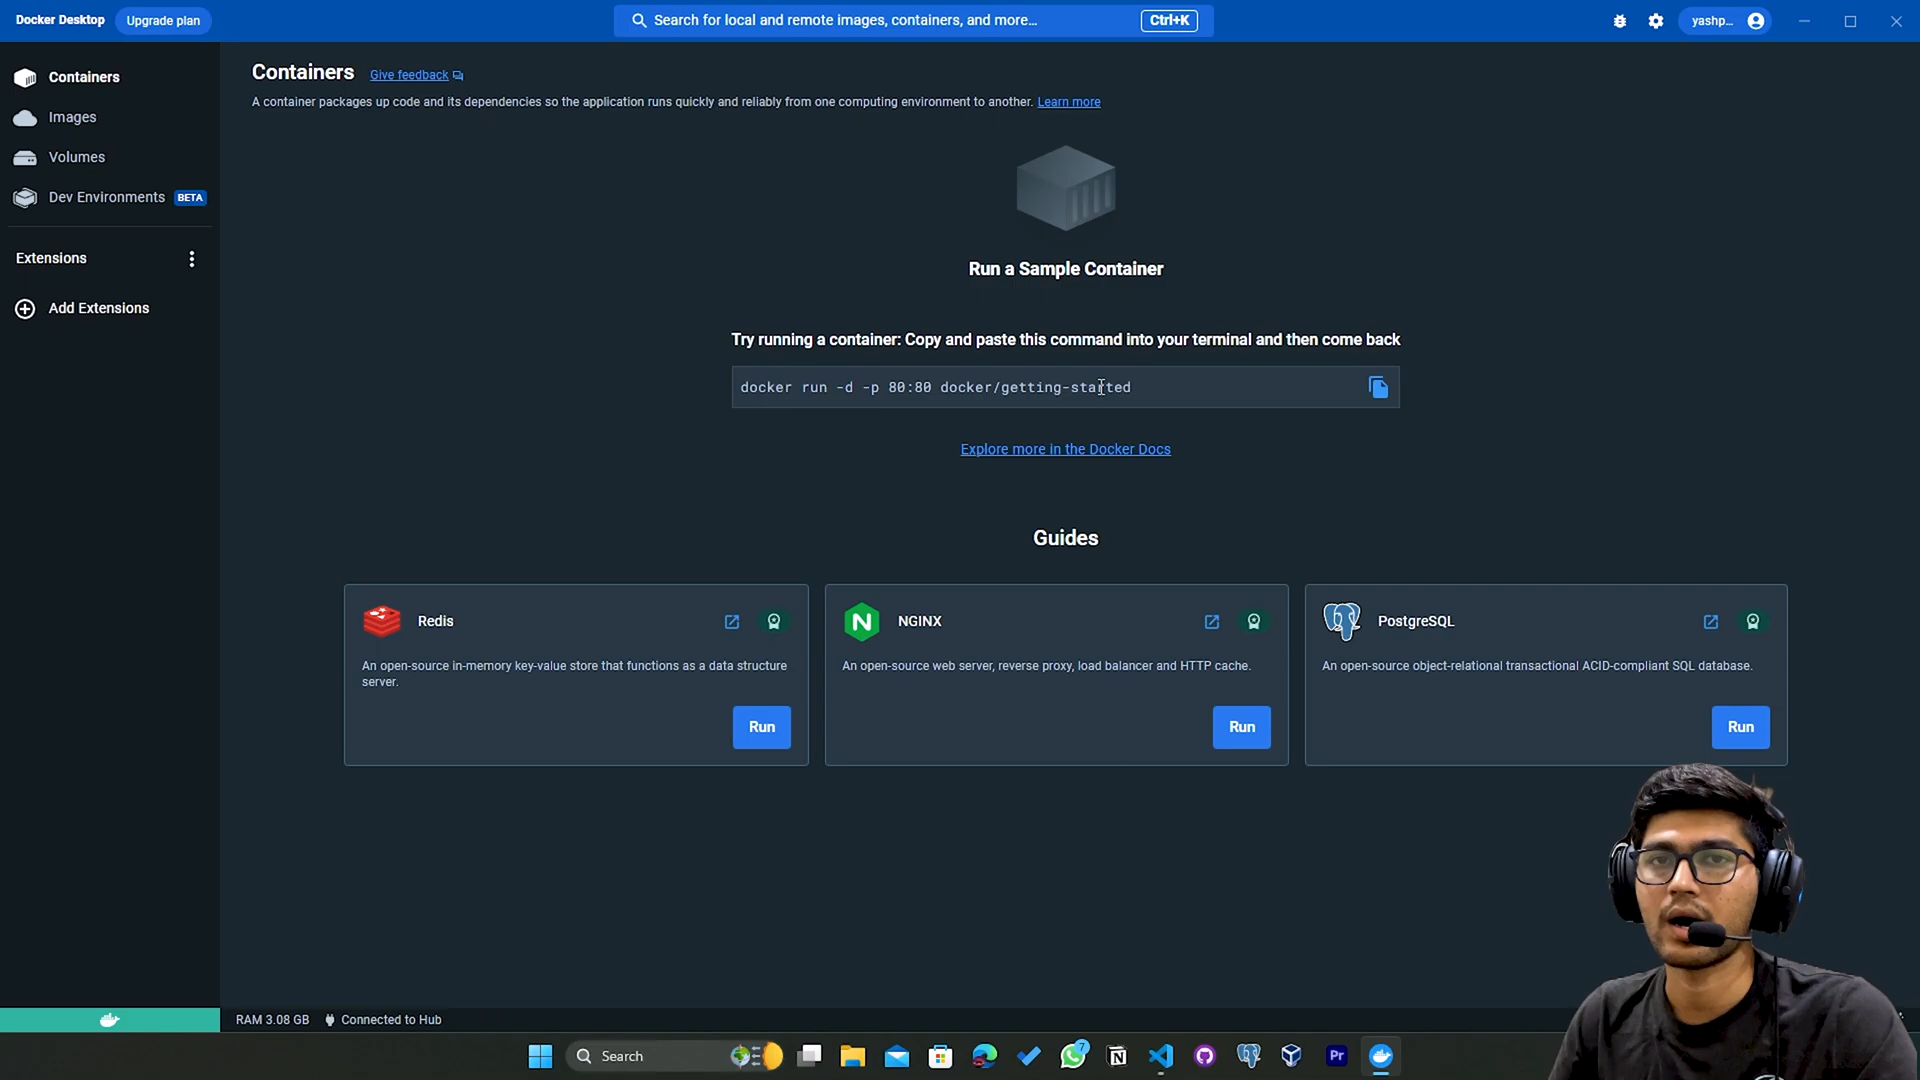 Docker Desktop
Upgrade plan
Search for local and remote images, containers, and more...
Ctrl+K
yashp...
Containers
Images
Volumes
Dev Environments BETA
Extensions
Add Extensions
Containers Give feedback
A container packages up code and its dependencies so the application runs quickly and reliably from one computing environment to another. Learn more
Run a Sample Container
Try running a container: Copy and paste this command into your terminal and then come back
docker run -d -p 80:80 docker/getting-started
Explore more in the Docker Docs
Guides
Redis
An open-source in-memory key-value store that functions as a data structure
server.
Run
NGINX
An open-source web server, reverse proxy, load balancer and HTTP cache.
Run
PostgreSQL
An open-source object-relational transactional ACID-compliant SQL database.
Run
RAM 3.08 GB Connected to Hub
Search
7
N
Pr